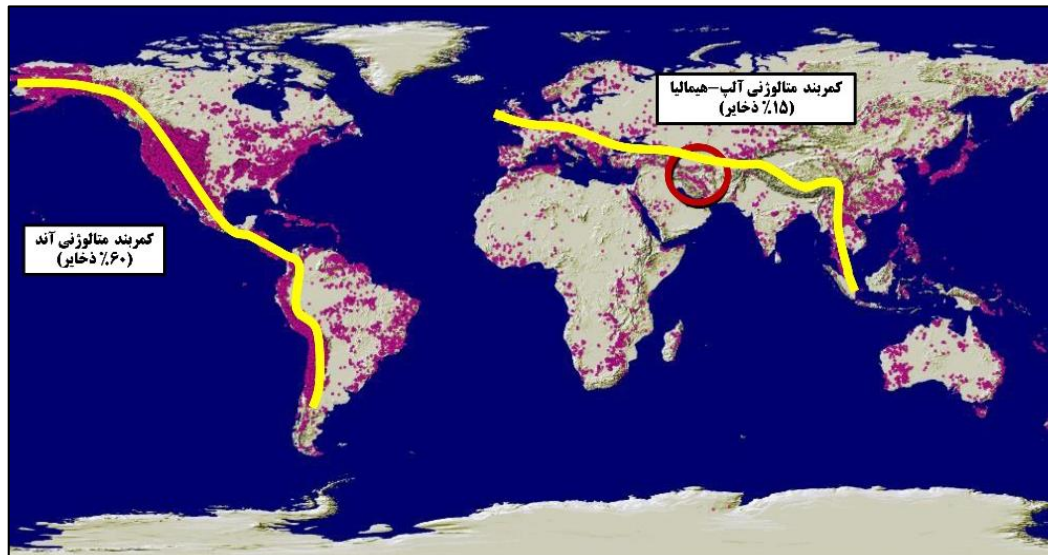 کمربند متالوژنی آلپ-هیمالیا
(۱۵٪ ذخایر)
کمربند متالوژنی آند
(۶۰٪ ذخایر)